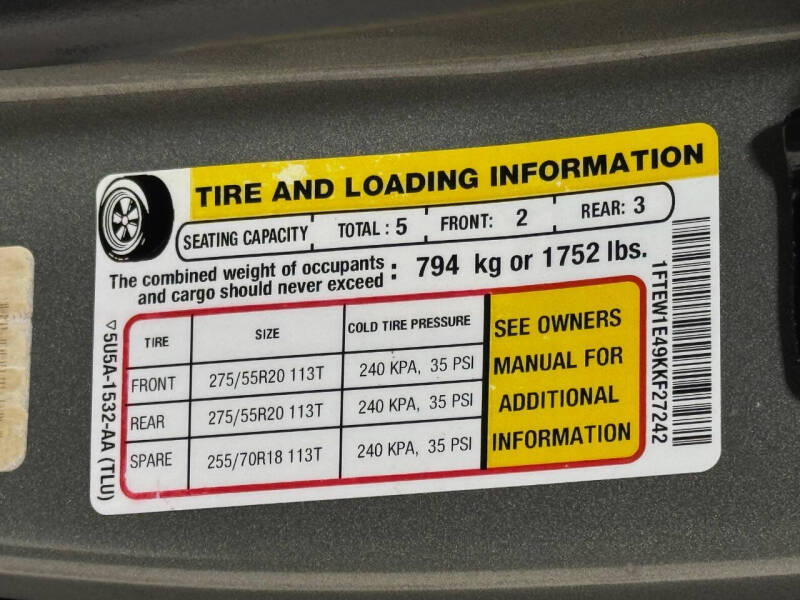 TIRE AND LOADING INFORMATION
SEATING CAPACITY TOTAL : 5 FRONT: 2 REAR: 3
The combined weight of occupants
and cargo should never exceed : 794 kg or 1752 lbs.
TIRE SIZE COLD TIRE PRESSURE
FRONT 275/55R20 113T 240 KPA, 35 PSI
REAR 275/55R20 113T 240 KPA, 35 PSI
SPARE 255/70R18 113T 240 KPA, 35 PSI
SEE OWNERS
MANUAL FOR
ADDITIONAL
INFORMATION
5U5A-1532-AA (TLU)
1FTEW1E49KKF27242